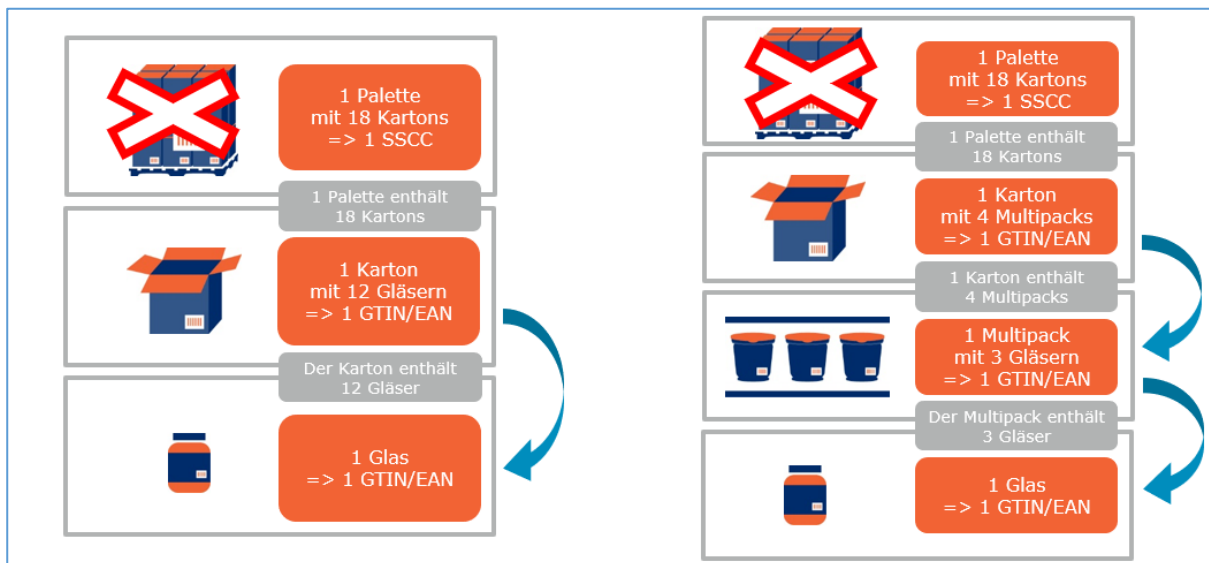 1 Palette
mit 18 Kartons
=> 1 SSCC
1 Palette enthält
18 Kartons
1 Karton
mit 12 Gläsern
=> 1 GTIN/EAN
Der Karton enthält
12 Gläser
1 Glas
=> 1 GTIN/EAN
1 Palette
mit 18 Kartons
=> 1 SSCC
1 Palette enthält
18 Kartons
1 Karton
mit 4 Multipacks
=> 1 GTIN/EAN
1 Karton enthält
4 Multipacks
1 Multipack
mit 3 Gläsern
=> 1 GTIN/EAN
Der Multipack enthält
3 Gläser
1 Glas
=> 1 GTIN/EAN